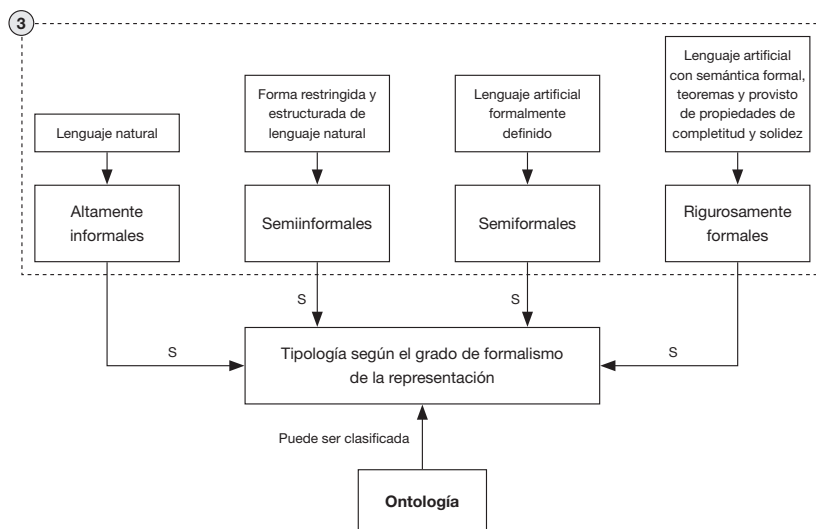 3
Lenguaje natural
Forma restringida y
estructurada de
lenguaje natural
Lenguaje artificial
formalmente
definido
Lenguaje artificial
con semántica formal,
teoremas y provisto
de propiedades de
completitud y solidez
Altamente
informales
Semiinformales
Semiformales
Rigurosamente
formales
S
S
S
S
Tipología según el grado de formalismo
de la representación
Puede ser clasificada
Ontología